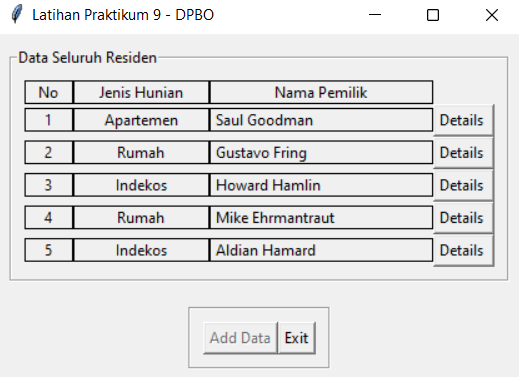 Latihan Praktikum 9 - DPBO
Data Seluruh Residen
No Jenis Hunian Nama Pemilik
1 Apartemen Saul Goodman Details
2 Rumah Gustavo Fring Details
3 Indekos Howard Hamlin Details
4 Rumah Mike Ehrmantraut Details
5 Indekos Aldian Hamard Details
Add Data Exit